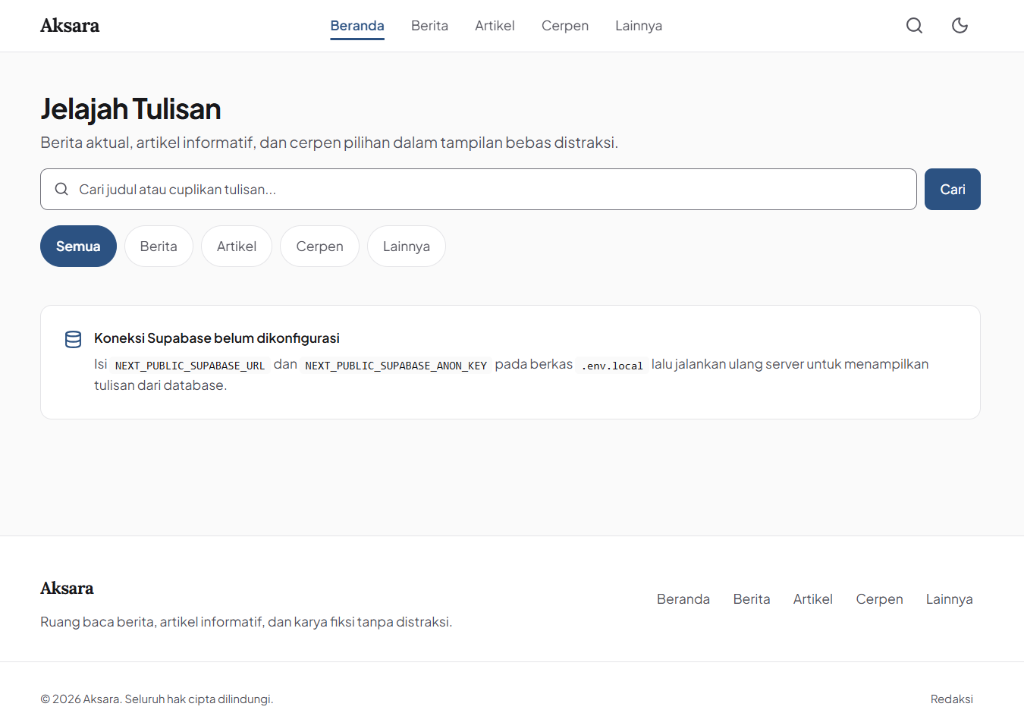 Aksara
Beranda Berita Artikel Cerpen Lainnya
Jelajah Tulisan
Berita aktual, artikel informatif, dan cerpen pilihan dalam tampilan bebas distraksi.
Cari judul atau cuplikan tulisan...
Cari
Semua Berita Artikel Cerpen Lainnya
Koneksi Supabase belum dikonfigurasi
Isi NEXT_PUBLIC_SUPABASE_URL dan NEXT_PUBLIC_SUPABASE_ANON_KEY pada berkas .env.local lalu jalankan ulang server untuk menampilkan
tulisan dari database.
Aksara
Ruang baca berita, artikel informatif, dan karya fiksi tanpa distraksi.
Beranda Berita Artikel Cerpen Lainnya
© 2026 Aksara. Seluruh hak cipta dilindungi.
Redaksi